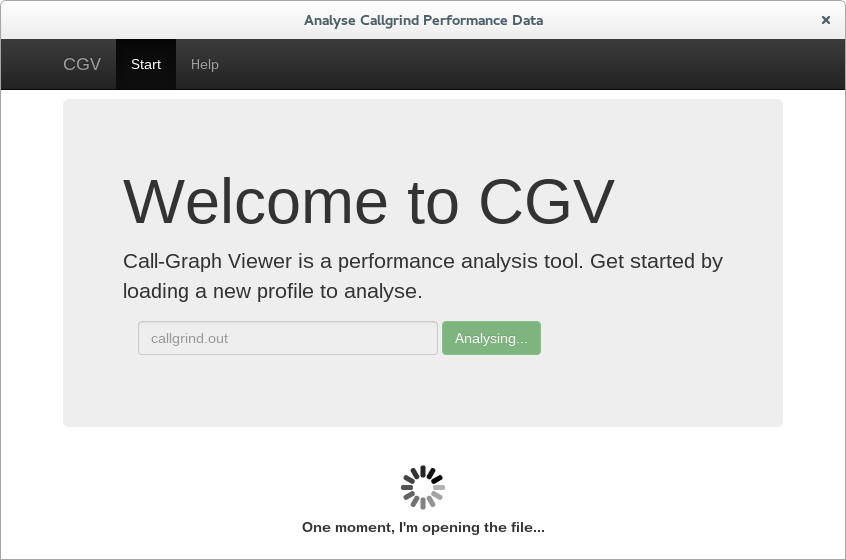 Analyse Callgrind Performance Data
CGV Start Help
Welcome to CGV
Call-Graph Viewer is a performance analysis tool. Get started by
loading a new profile to analyse.
callgrind.out Analysing...
One moment, I'm opening the file...